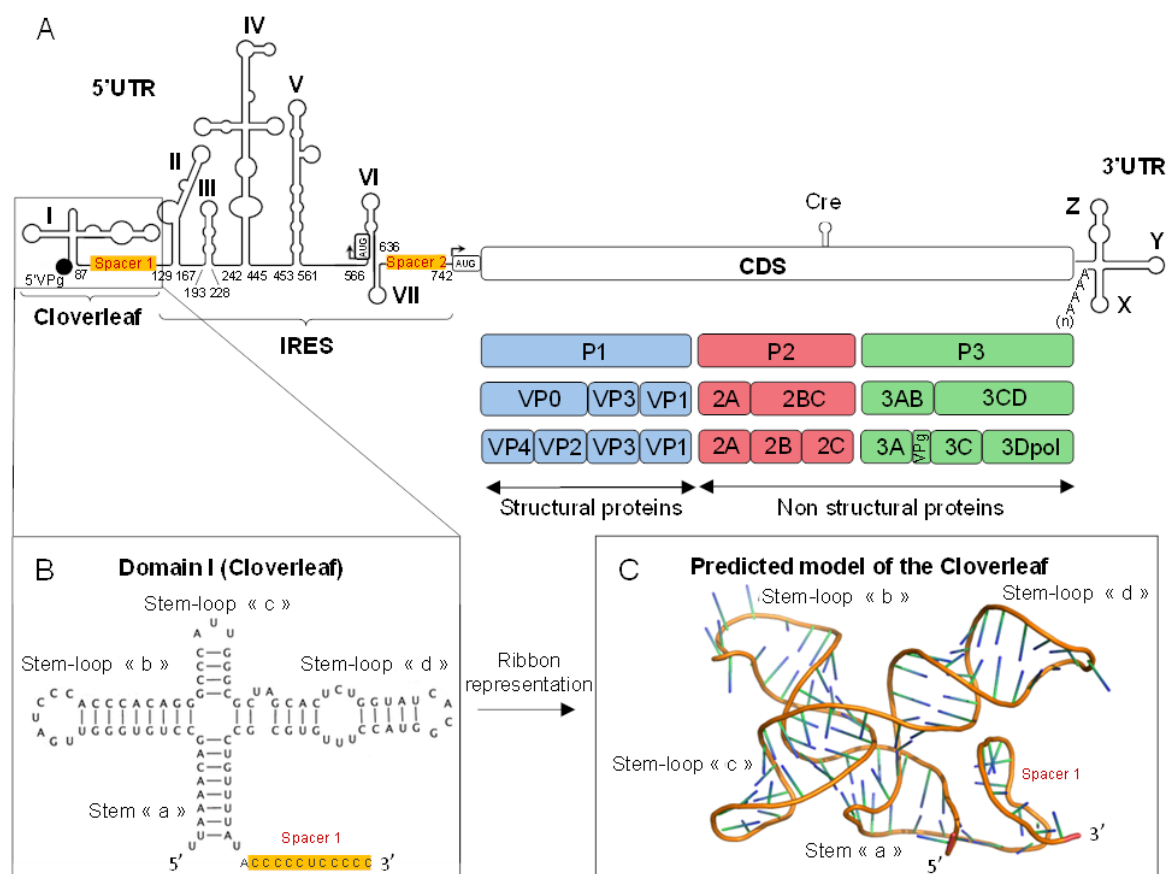 A
IV
V
5'UTR
II
III
VI
3'UTR
Z
I
Cre
AUG
636
Y
Spacer 1
Spacer 2
AUG
CDS
5'VPg
87
129
167
193
228
242
445
453
561
566
742
VII
X
A
A
A
A
(n)
Cloverleaf
IRES
P1
P2
P3
VP0
VP3
VP1
2A
2BC
3AB
3CD
VP4
VP2
VP3
VP1
2A
2B
2C
3A
VPg
3C
3Dpol
Structural proteins
Non structural proteins
B
Domain I (Cloverleaf)
Stem-loop « c »
Stem-loop « b »
Stem-loop « d »
ACCCACAGG
Stem « a »
Spacer 1
5'
ACCCCCUCCCCC
3'
Ribbon
representation
C
Predicted model of the Cloverleaf
Stem-loop « b »
Stem-loop « d »
Stem-loop « c »
Spacer 1
Stem « a »
5'
3'